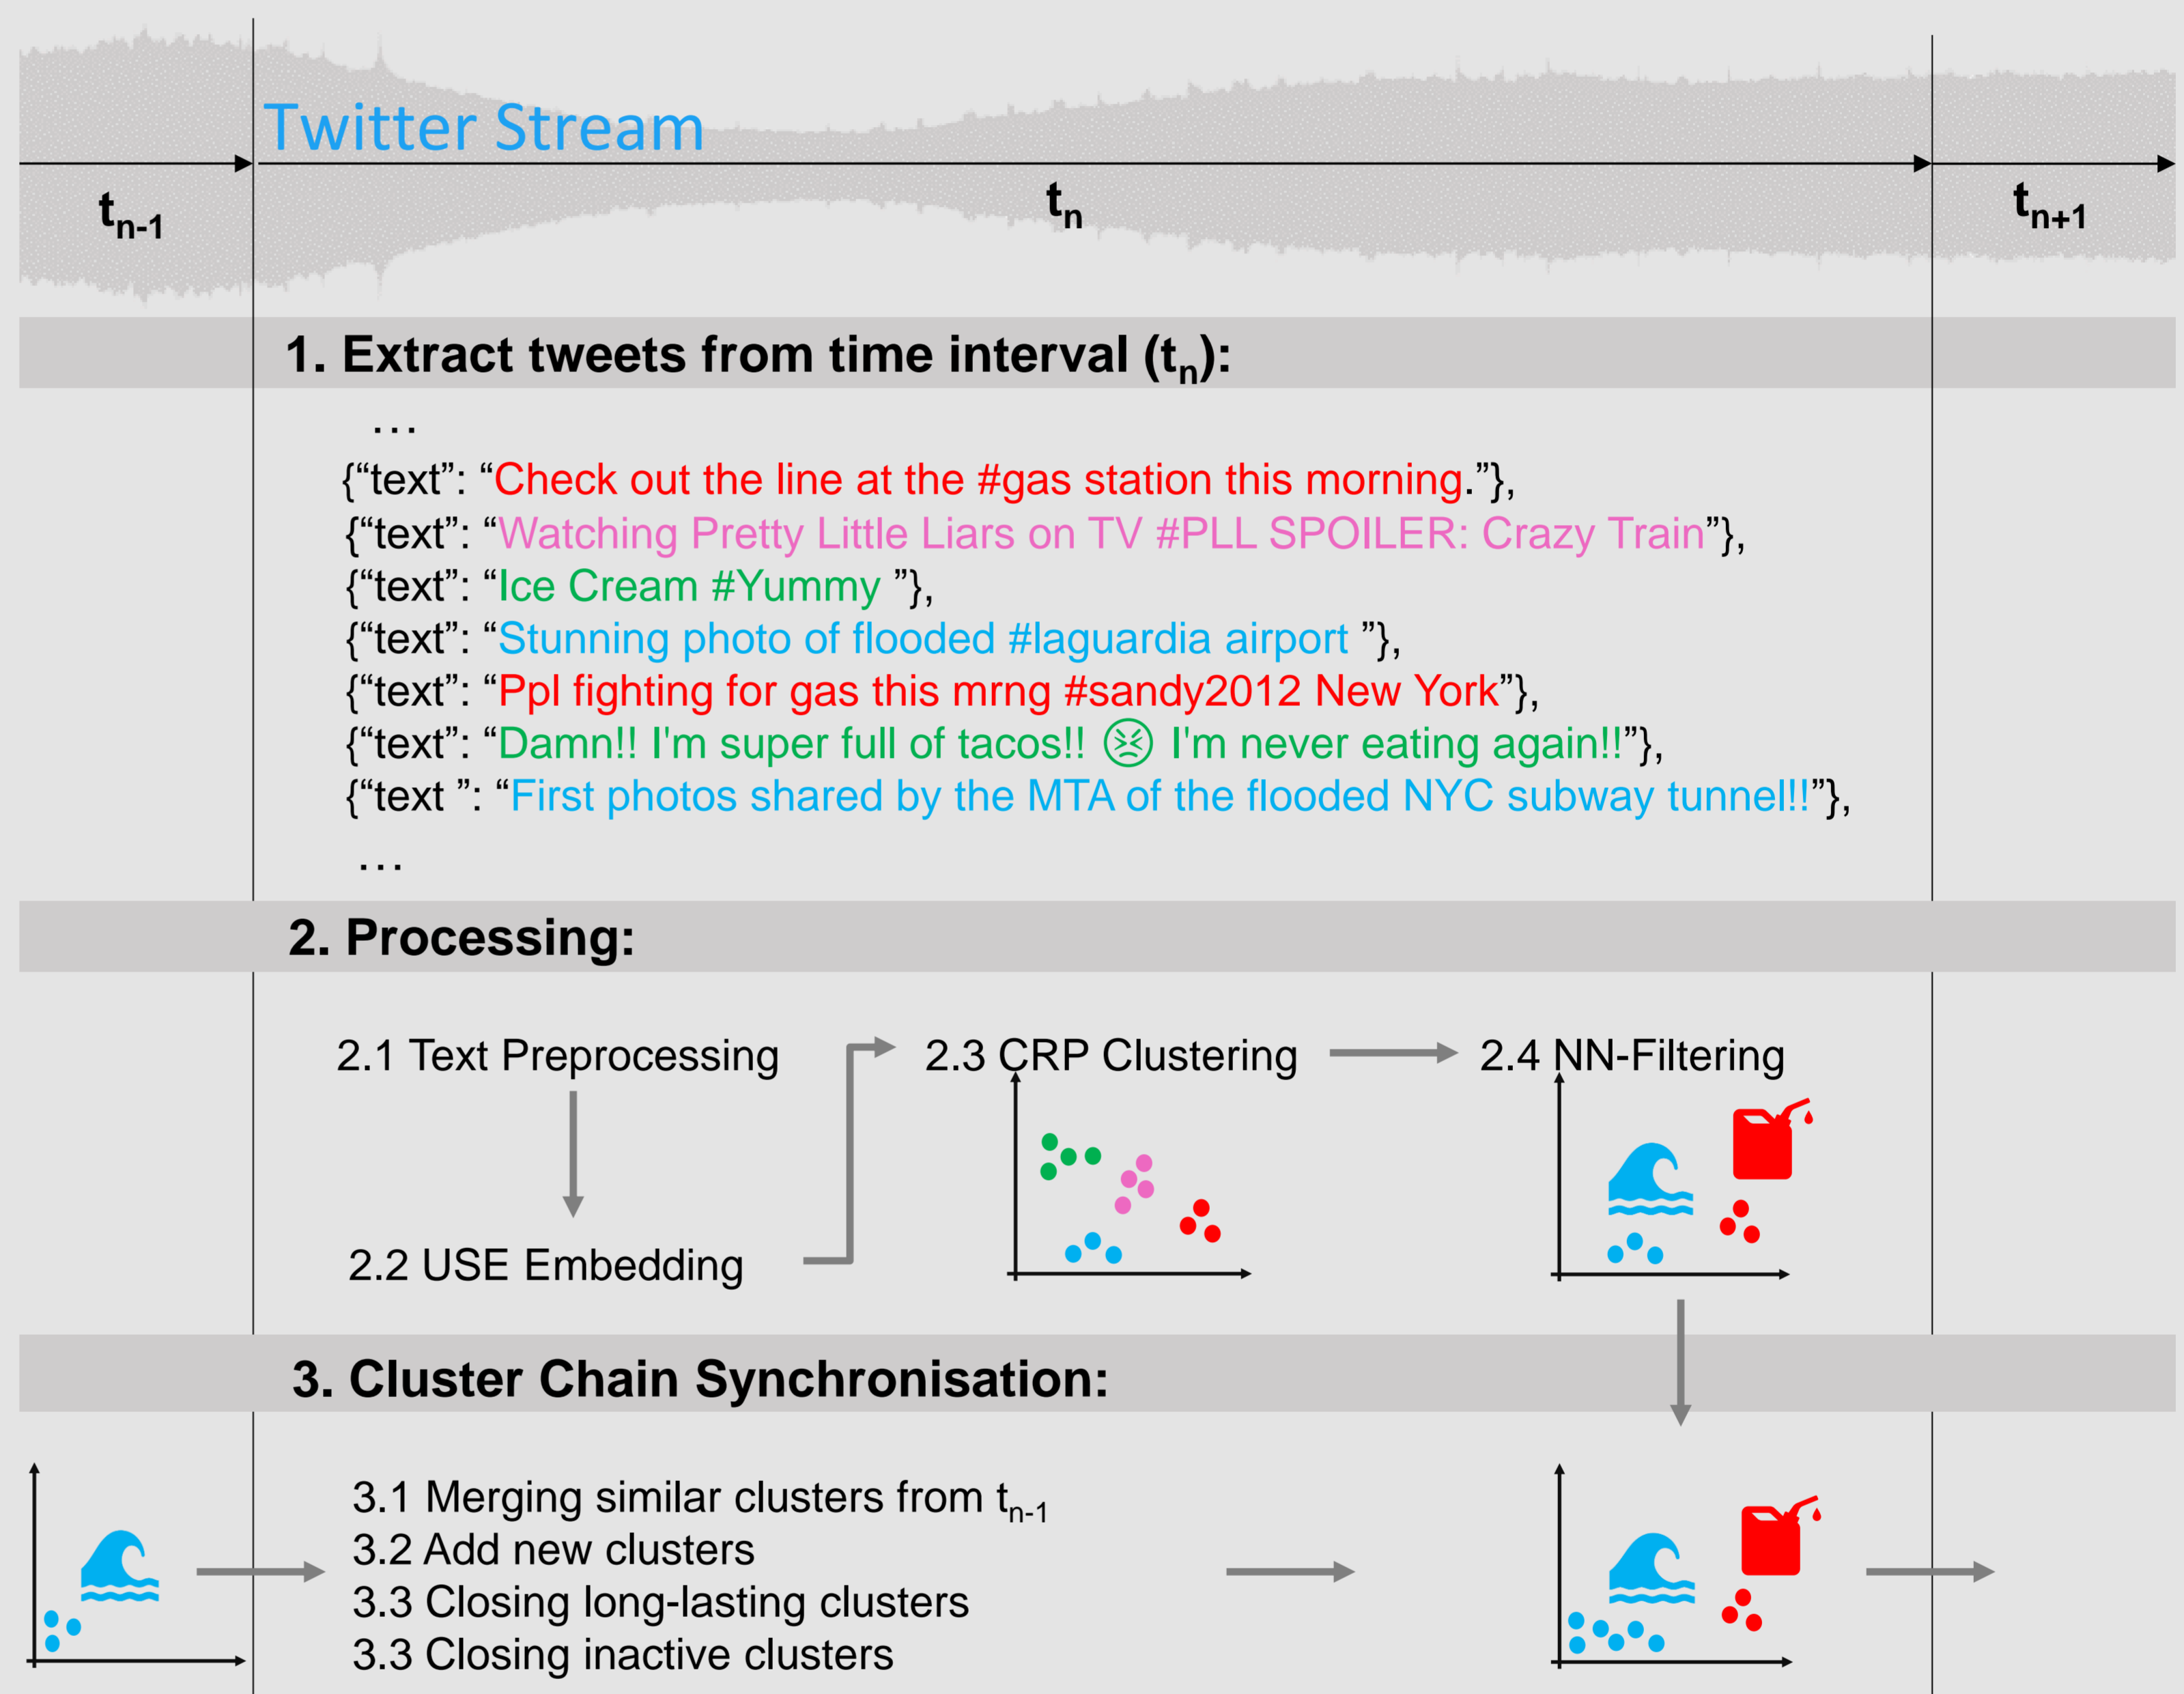 Twitter Stream
tn-1
tn
tn+1
1. Extract tweets from time interval (tn):
...
{“text”: “Check out the line at the #gas station this morning.”},
{“text”: “Watching Pretty Little Liars on TV #PLL SPOILER: Crazy Train”},
{“text”: “Ice Cream #Yummy ”},
{“text”: “Stunning photo of flooded #laguardia airport ”},
{“text”: “Ppl fighting for gas this mrng #sandy2012 New York”},
{“text”: “Damn!! I'm super full of tacos!! 😣 I'm never eating again!!”},
{“text ”: “First photos shared by the MTA of the flooded NYC subway tunnel!!”},
...
2. Processing:
2.1 Text Preprocessing
2.2 USE Embedding
2.3 CRP Clustering
2.4 NN-Filtering
3. Cluster Chain Synchronisation:
3.1 Merging similar clusters from tn-1
3.2 Add new clusters
3.3 Closing long-lasting clusters
3.3 Closing inactive clusters